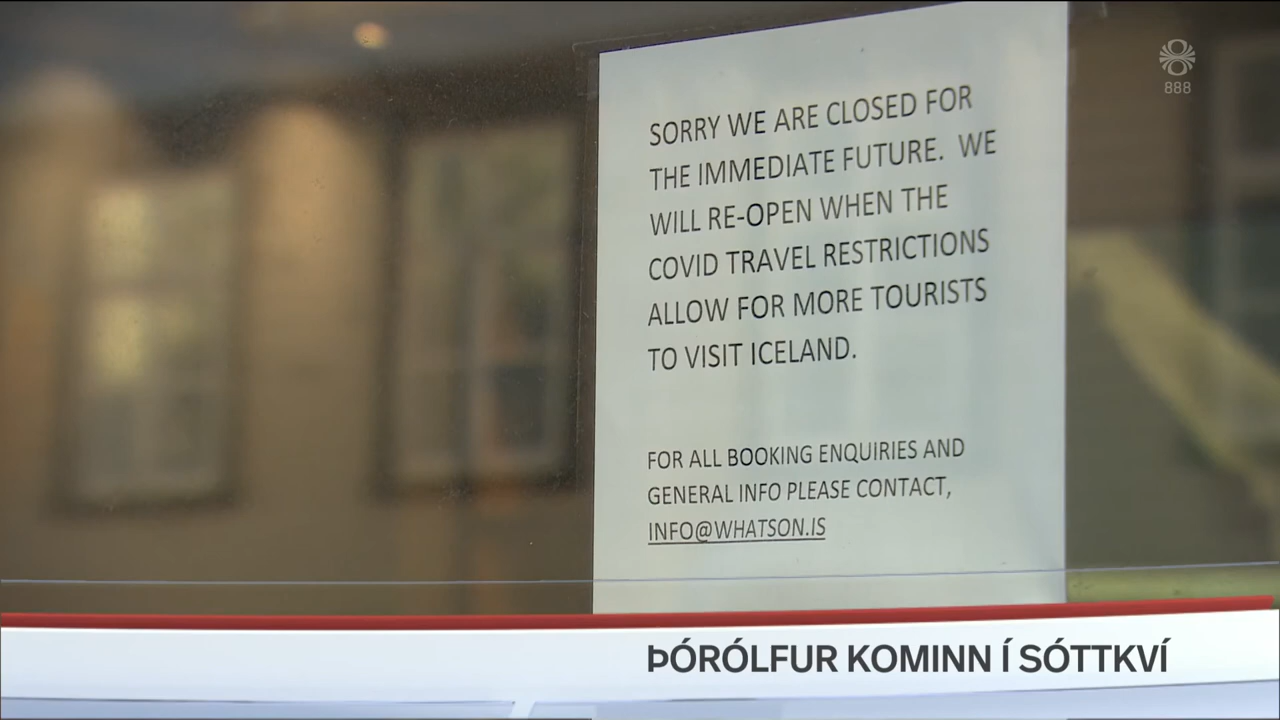 888
SORRY WE ARE CLOSED FOR
THE IMMEDIATE FUTURE. WE
WILL RE-OPEN WHEN THE
COVID TRAVEL RESTRICTIONS
ALLOW FOR MORE TOURISTS
TO VISIT ICELAND.
FOR ALL BOOKING ENQUIRIES AND
GENERAL INFO PLEASE CONTACT,
INFO@WHATSON.IS
ÞÓRÓLFUR KOMINN Í SÓTTKVÍ